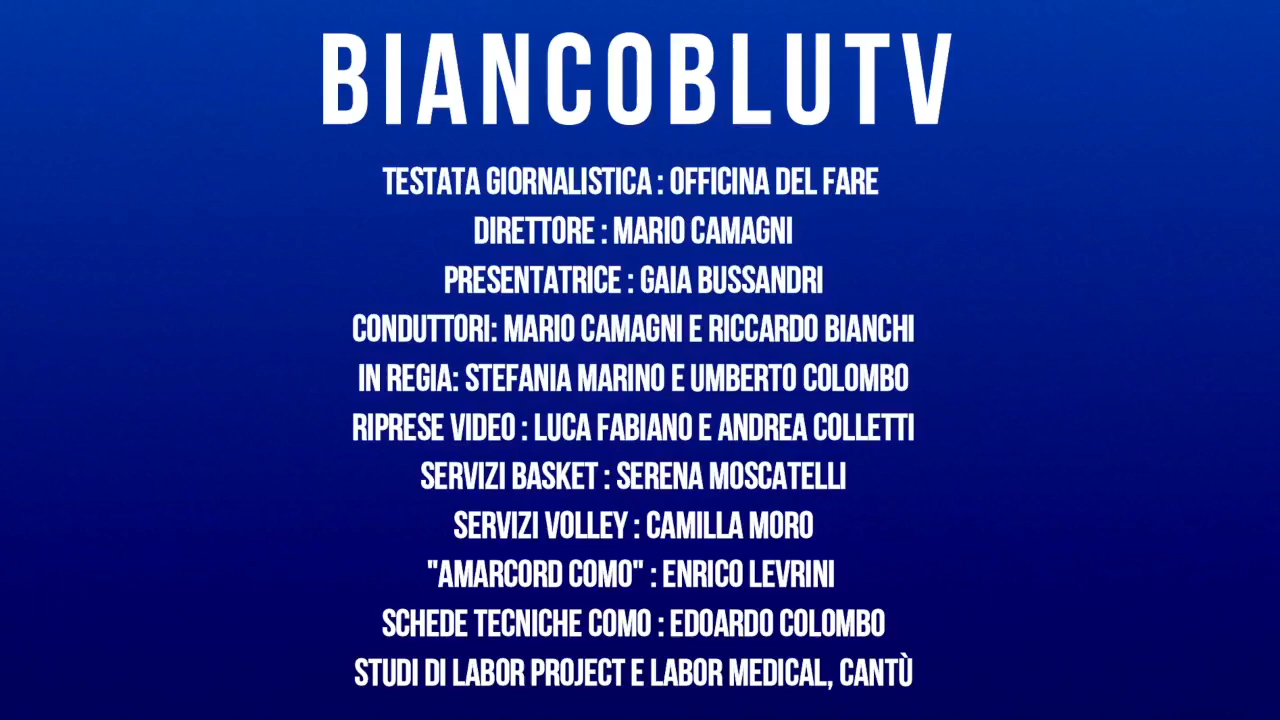 BIANCOBLUTV
TESTATA GIORNALISTICA : OFFICINA DEL FARE
DIRETTORE : MARIO CAMAGNI
PRESENTATRICE : GAIA BUSSANDRI
CONDUTTORI: MARIO CAMAGNI E RICCARDO BIANCHI
IN REGIA: STEFANIA MARINO E UMBERTO COLOMBO
RIPRESE VIDEO : LUCA FABIANO E ANDREA COLLETTI
SERVIZI BASKET : SERENA MOSCATELLI
SERVIZI VOLLEY : CAMILLA MORO
"AMARCORD COMO" : ENRICO LEVRINI
SCHEDE TECNICHE COMO : EDOARDO COLOMBO
STUDI DI LABOR PROJECT E LABOR MEDICAL, CANTÙ